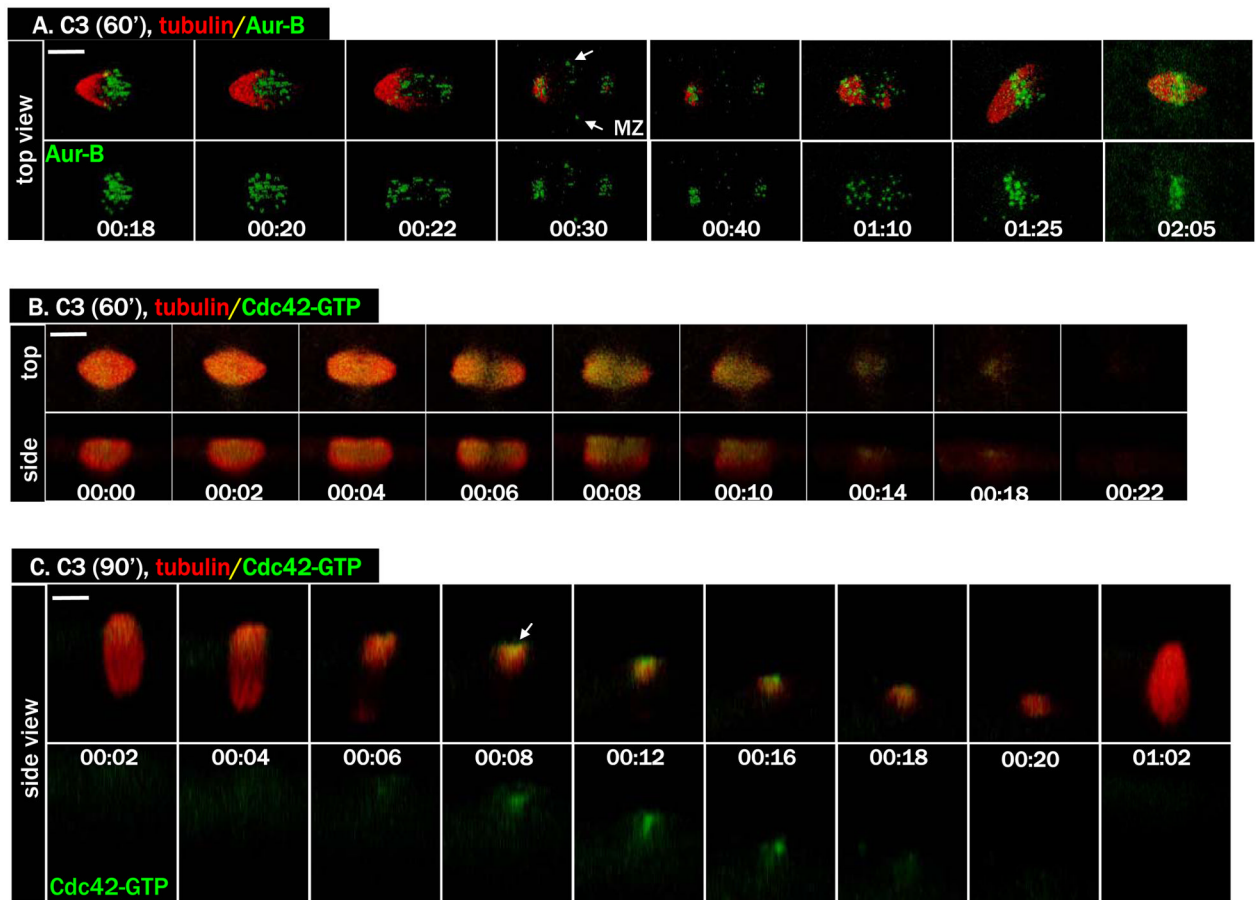 A. C3 (60’), tubulin/Aur-B
top view
MZ
Aur-B
00:18 00:20 00:22 00:30 00:40 01:10 01:25 02:05
B. C3 (60’), tubulin/Cdc42-GTP
top
side
00:00 00:02 00:04 00:06 00:08 00:10 00:14 00:18 00:22
C. C3 (90’), tubulin/Cdc42-GTP
side view
00:02 00:04 00:06 00:08 00:12 00:16 00:18 00:20 01:02
Cdc42-GTP